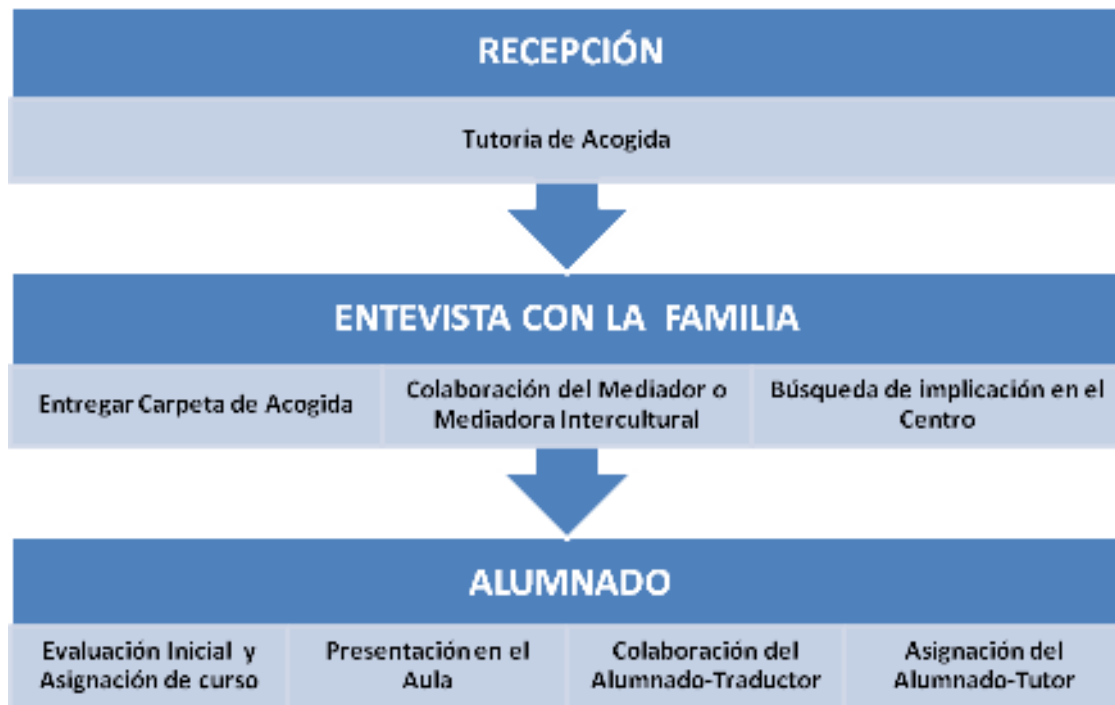 RECEPCIÓN
Tutoria de Acogida
ENTEVISTA CON LA FAMILIA
Entregar Carpeta de Acogida
Colaboración del Mediador o
Mediadora Intercultural
Búsqueda de implicación en el
Centro
ALUMNADO
Evaluación Inicial y
Asignación de curso
Presentación en el
Aula
Colaboración del
Alumnado-Traductor
Asignación del
Alumnado-Tutor